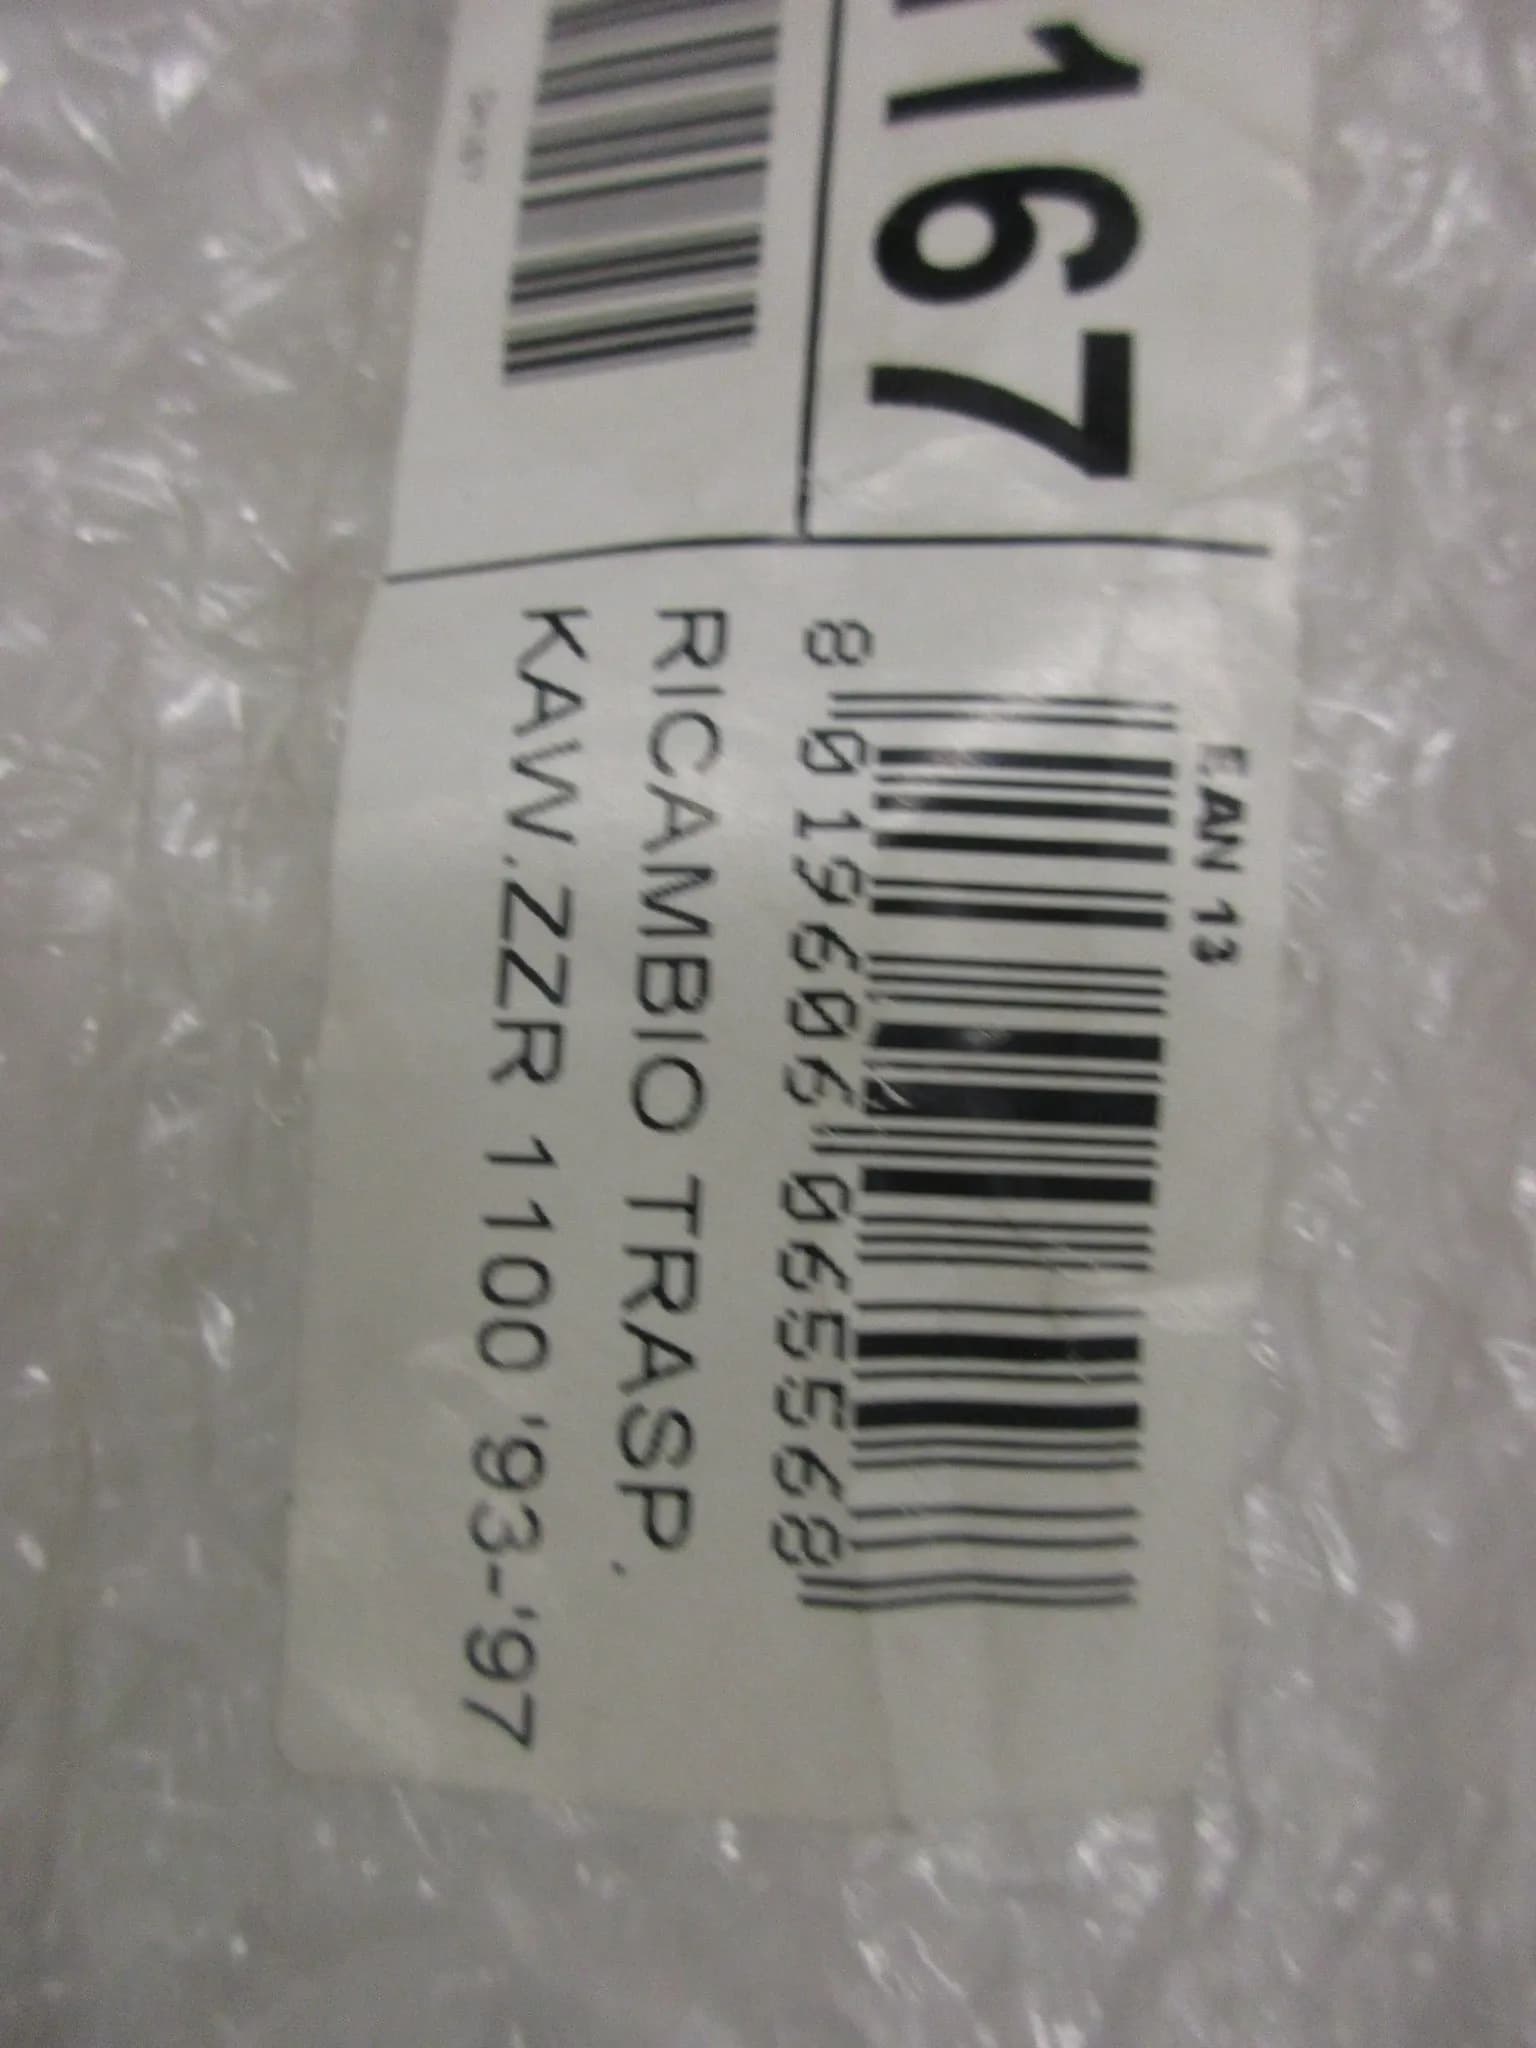 167
EAN 13
8 019606 065568
RICAMBIO TRASP.
KAW.ZZR 1100 '93-'97